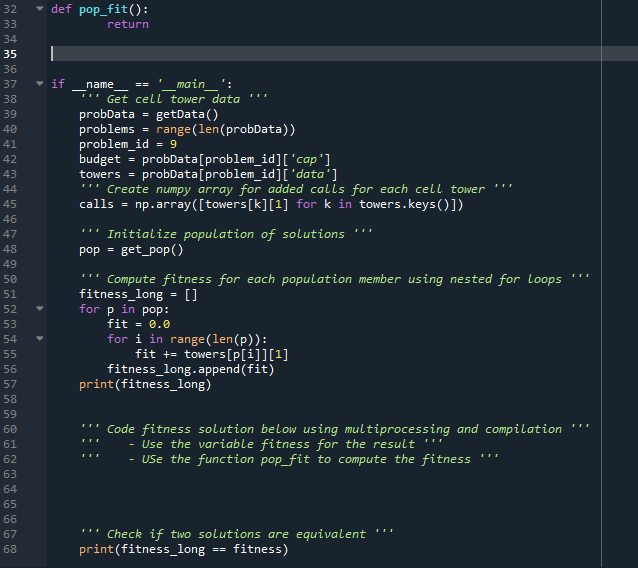 32 def pop_fit():
33 return
34
35
36
37 if __name__ == '__main__':
38 ''' Get cell tower data '''
39 probData = getData()
40 problems = range(len(probData))
41 problem_id = 9
42 budget = probData[problem_id]['cap']
43 towers = probData[problem_id]['data']
44 ''' Create numpy array for added calls for each cell tower '''
45 calls = np.array([towers[k][1] for k in towers.keys()])
46
47 ''' Initialize population of solutions '''
48 pop = get_pop()
49
50 ''' Compute fitness for each population member using nested for loops '''
51 fitness_long = []
52 for p in pop:
53 fit = 0.0
54 for i in range(len(p)):
55 fit += towers[p[i]][1]
56 fitness_long.append(fit)
57 print(fitness_long)
58
59
60 ''' Code fitness solution below using multiprocessing and compilation '''
61 ''' - Use the variable fitness for the result '''
62 ''' - USe the function pop_fit to compute the fitness '''
63
64
65
66
67 ''' Check if two solutions are equivalent '''
68 print(fitness_long == fitness)